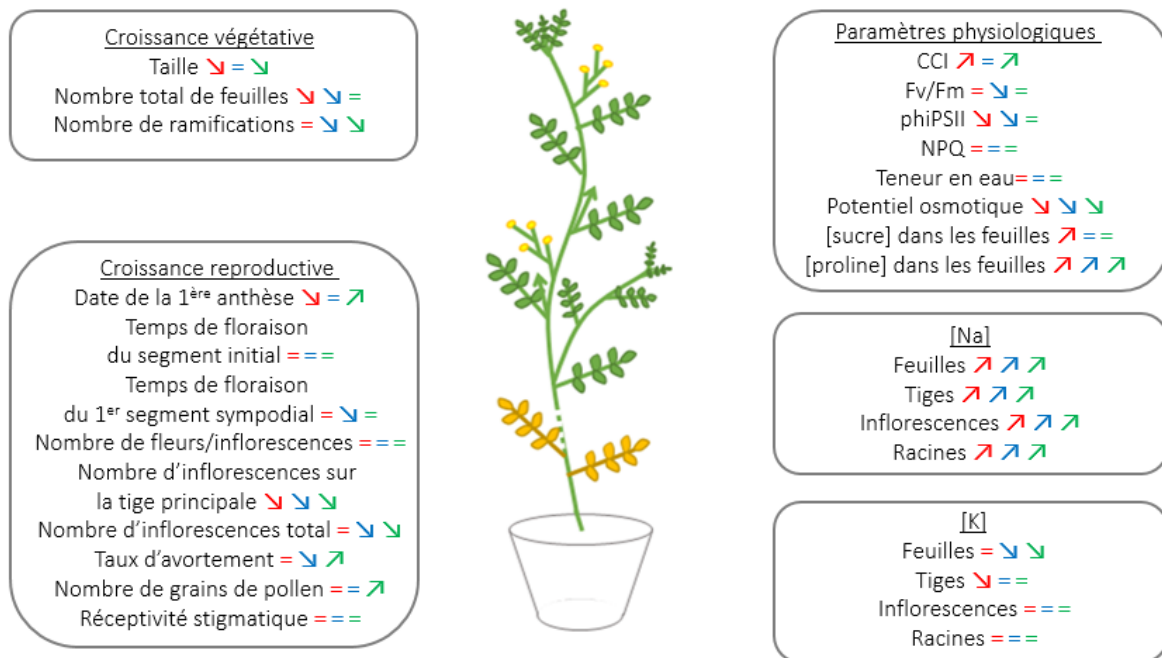 Croissance végétative
Taille ↘ = ↘
Nombre total de feuilles ↘ ↘ =
Nombre de ramifications = ↘ ↘
Croissance reproductive
Date de la 1ère anthèse ↘ = ↗
Temps de floraison
du segment initial = = =
Temps de floraison
du 1er segment sympodial = ↘ =
Nombre de fleurs/inflorescences = = =
Nombre d'inflorescences sur
la tige principale ↘ ↘ ↘
Nombre d'inflorescences total = ↘ ↘
Taux d'avortement = ↘ ↗
Nombre de grains de pollen = = ↗
Réceptivité stigmatique = = =
Paramètres physiologiques
CCI ↗ = ↗
Fv/Fm = ↘ =
phiPSII ↘ ↘ =
NPQ = = =
Teneur en eau= = =
Potentiel osmotique ↘ ↘ ↘
[sucre] dans les feuilles ↗ = =
[proline] dans les feuilles ↗ ↗ ↗
[Na]
Feuilles ↗ ↗ ↗
Tiges ↗ ↗ ↗
Inflorescences ↗ ↗ ↗
Racines ↗ ↗ ↗
[K]
Feuilles = ↘ ↘
Tiges ↘ = =
Inflorescences = = =
Racines = = =